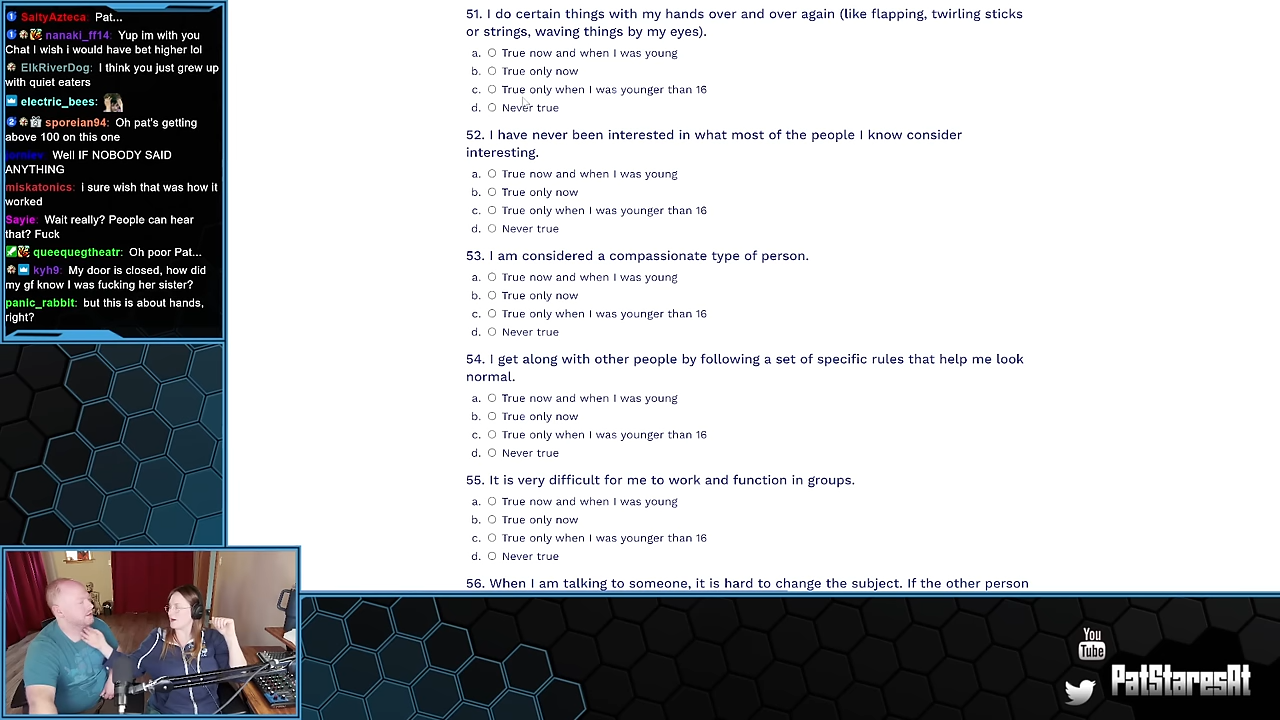 SaltyAzteca: Pat...
nanaki_ff14: Yup im with you
Chat I wish i would have bet higher lol
ElkRiverDog: I think you just grew up
with quiet eaters
electric_bees:
sporeian94: Oh pat's getting
above 100 on this one
Well IF NOBODY SAID
ANYTHING
miskatonics: i sure wish that was how it
worked
Sayie: Wait really? People can hear
that? Fuck
queequegtheatr: Oh poor Pat...
kyh9: My door is closed, how did
my gf know I was fucking her sister?
panic_rabbit: but this is about hands,
right?
51. I do certain things with my hands over and over again (like flapping, twirling sticks
or strings, waving things by my eyes).
a. True now and when I was young
b. True only now
c. True only when I was younger than 16
d. Never true
52. I have never been interested in what most of the people I know consider
interesting.
a. True now and when I was young
b. True only now
c. True only when I was younger than 16
d. Never true
53. I am considered a compassionate type of person.
a. True now and when I was young
b. True only now
c. True only when I was younger than 16
d. Never true
54. I get along with other people by following a set of specific rules that help me look
normal.
a. True now and when I was young
b. True only now
c. True only when I was younger than 16
d. Never true
55. It is very difficult for me to work and function in groups.
a. True now and when I was young
b. True only now
c. True only when I was younger than 16
d. Never true
56. When I am talking to someone, it is hard to change the subject. If the other person
You
Tube
PatStaresAt